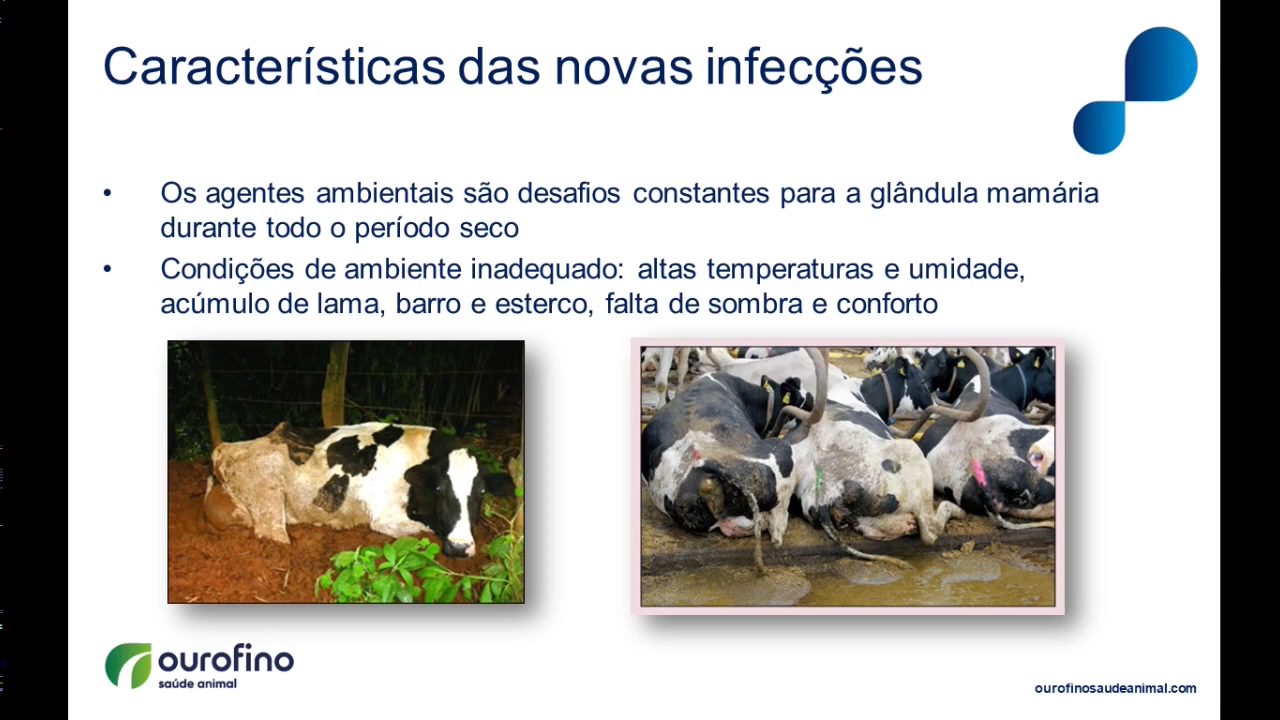 Características das novas infecções
• Os agentes ambientais são desafios constantes para a glândula mamária
durante todo o período seco
• Condições de ambiente inadequado: altas temperaturas e umidade,
acúmulo de lama, barro e esterco, falta de sombra e conforto
ourofino
saúde animal
ourofinosaudeanimal.com